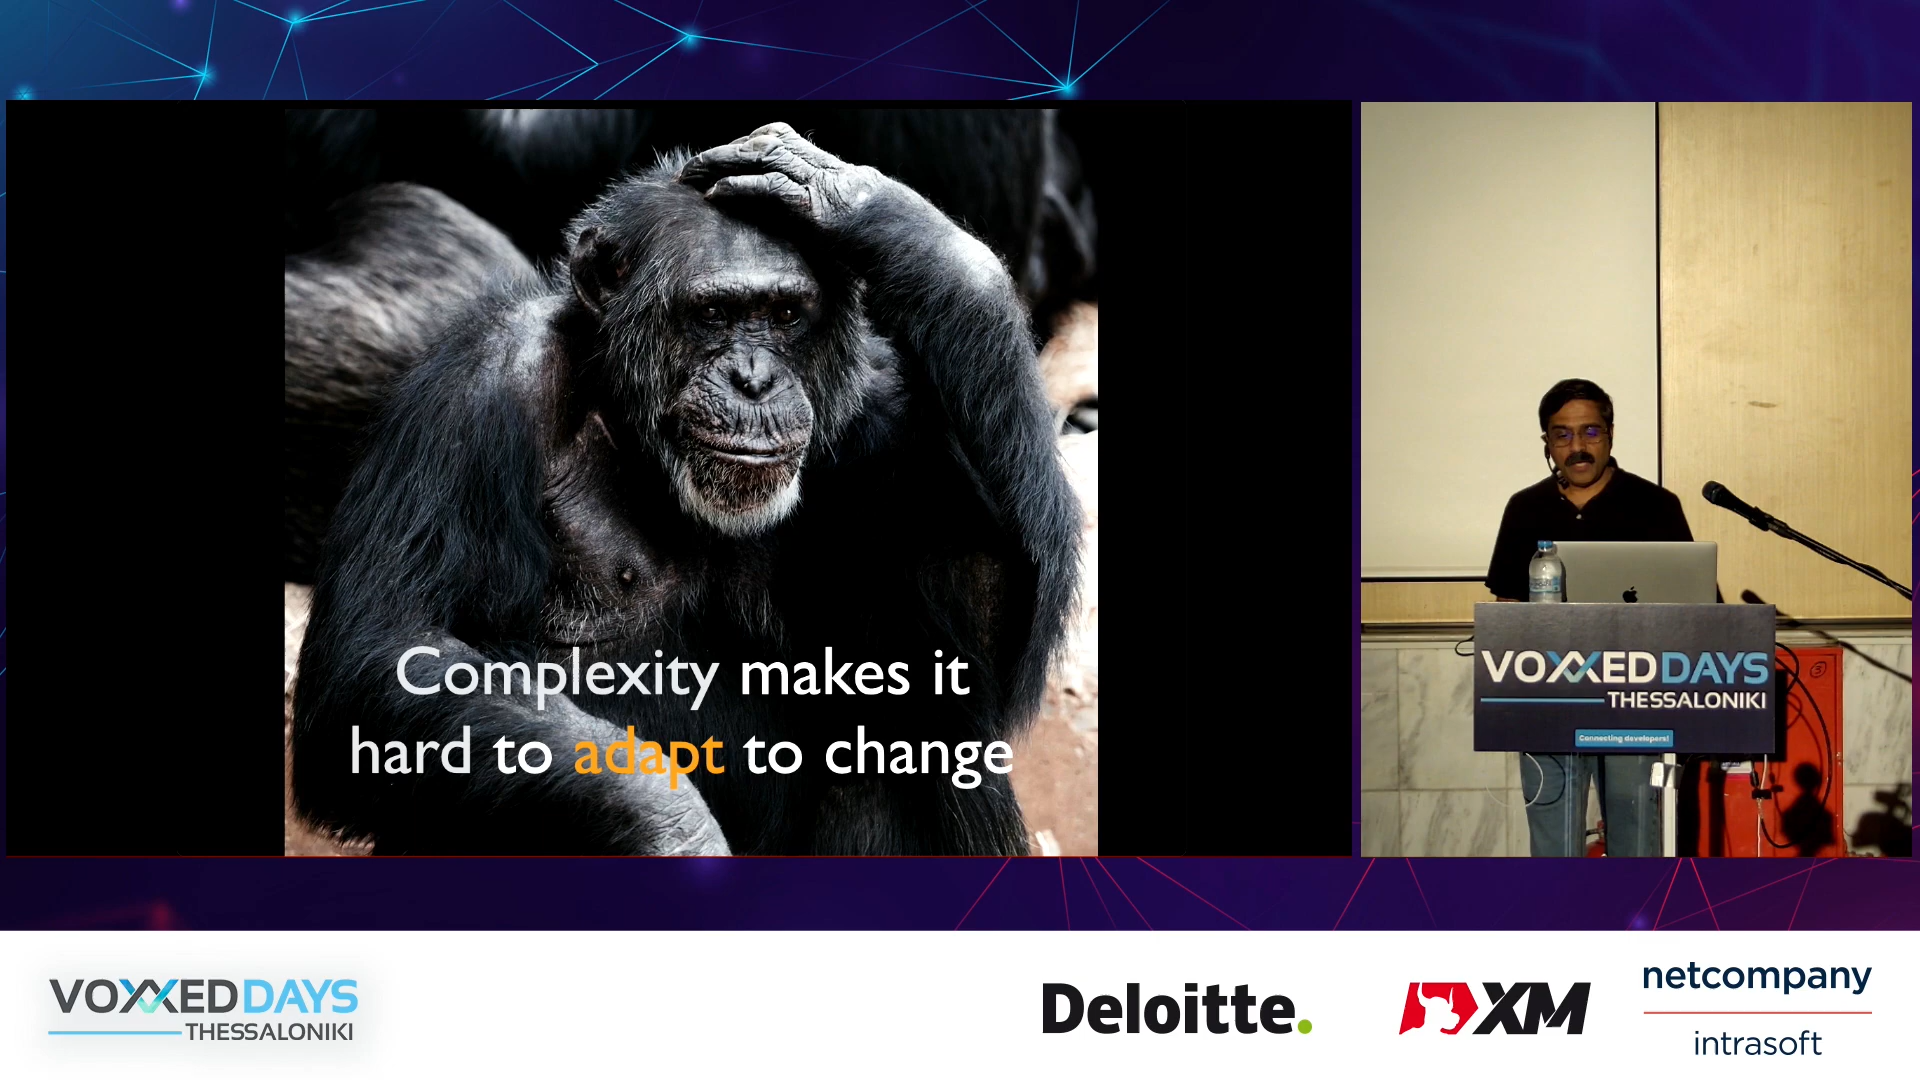 Complexity makes it
hard to adapt to change
VOXXED DAYS
THESSALONIKI
Connecting developers!
3
VOXXED DAYS
THESSALONIKI
Deloitte.
XM
netcompany
intrasoft